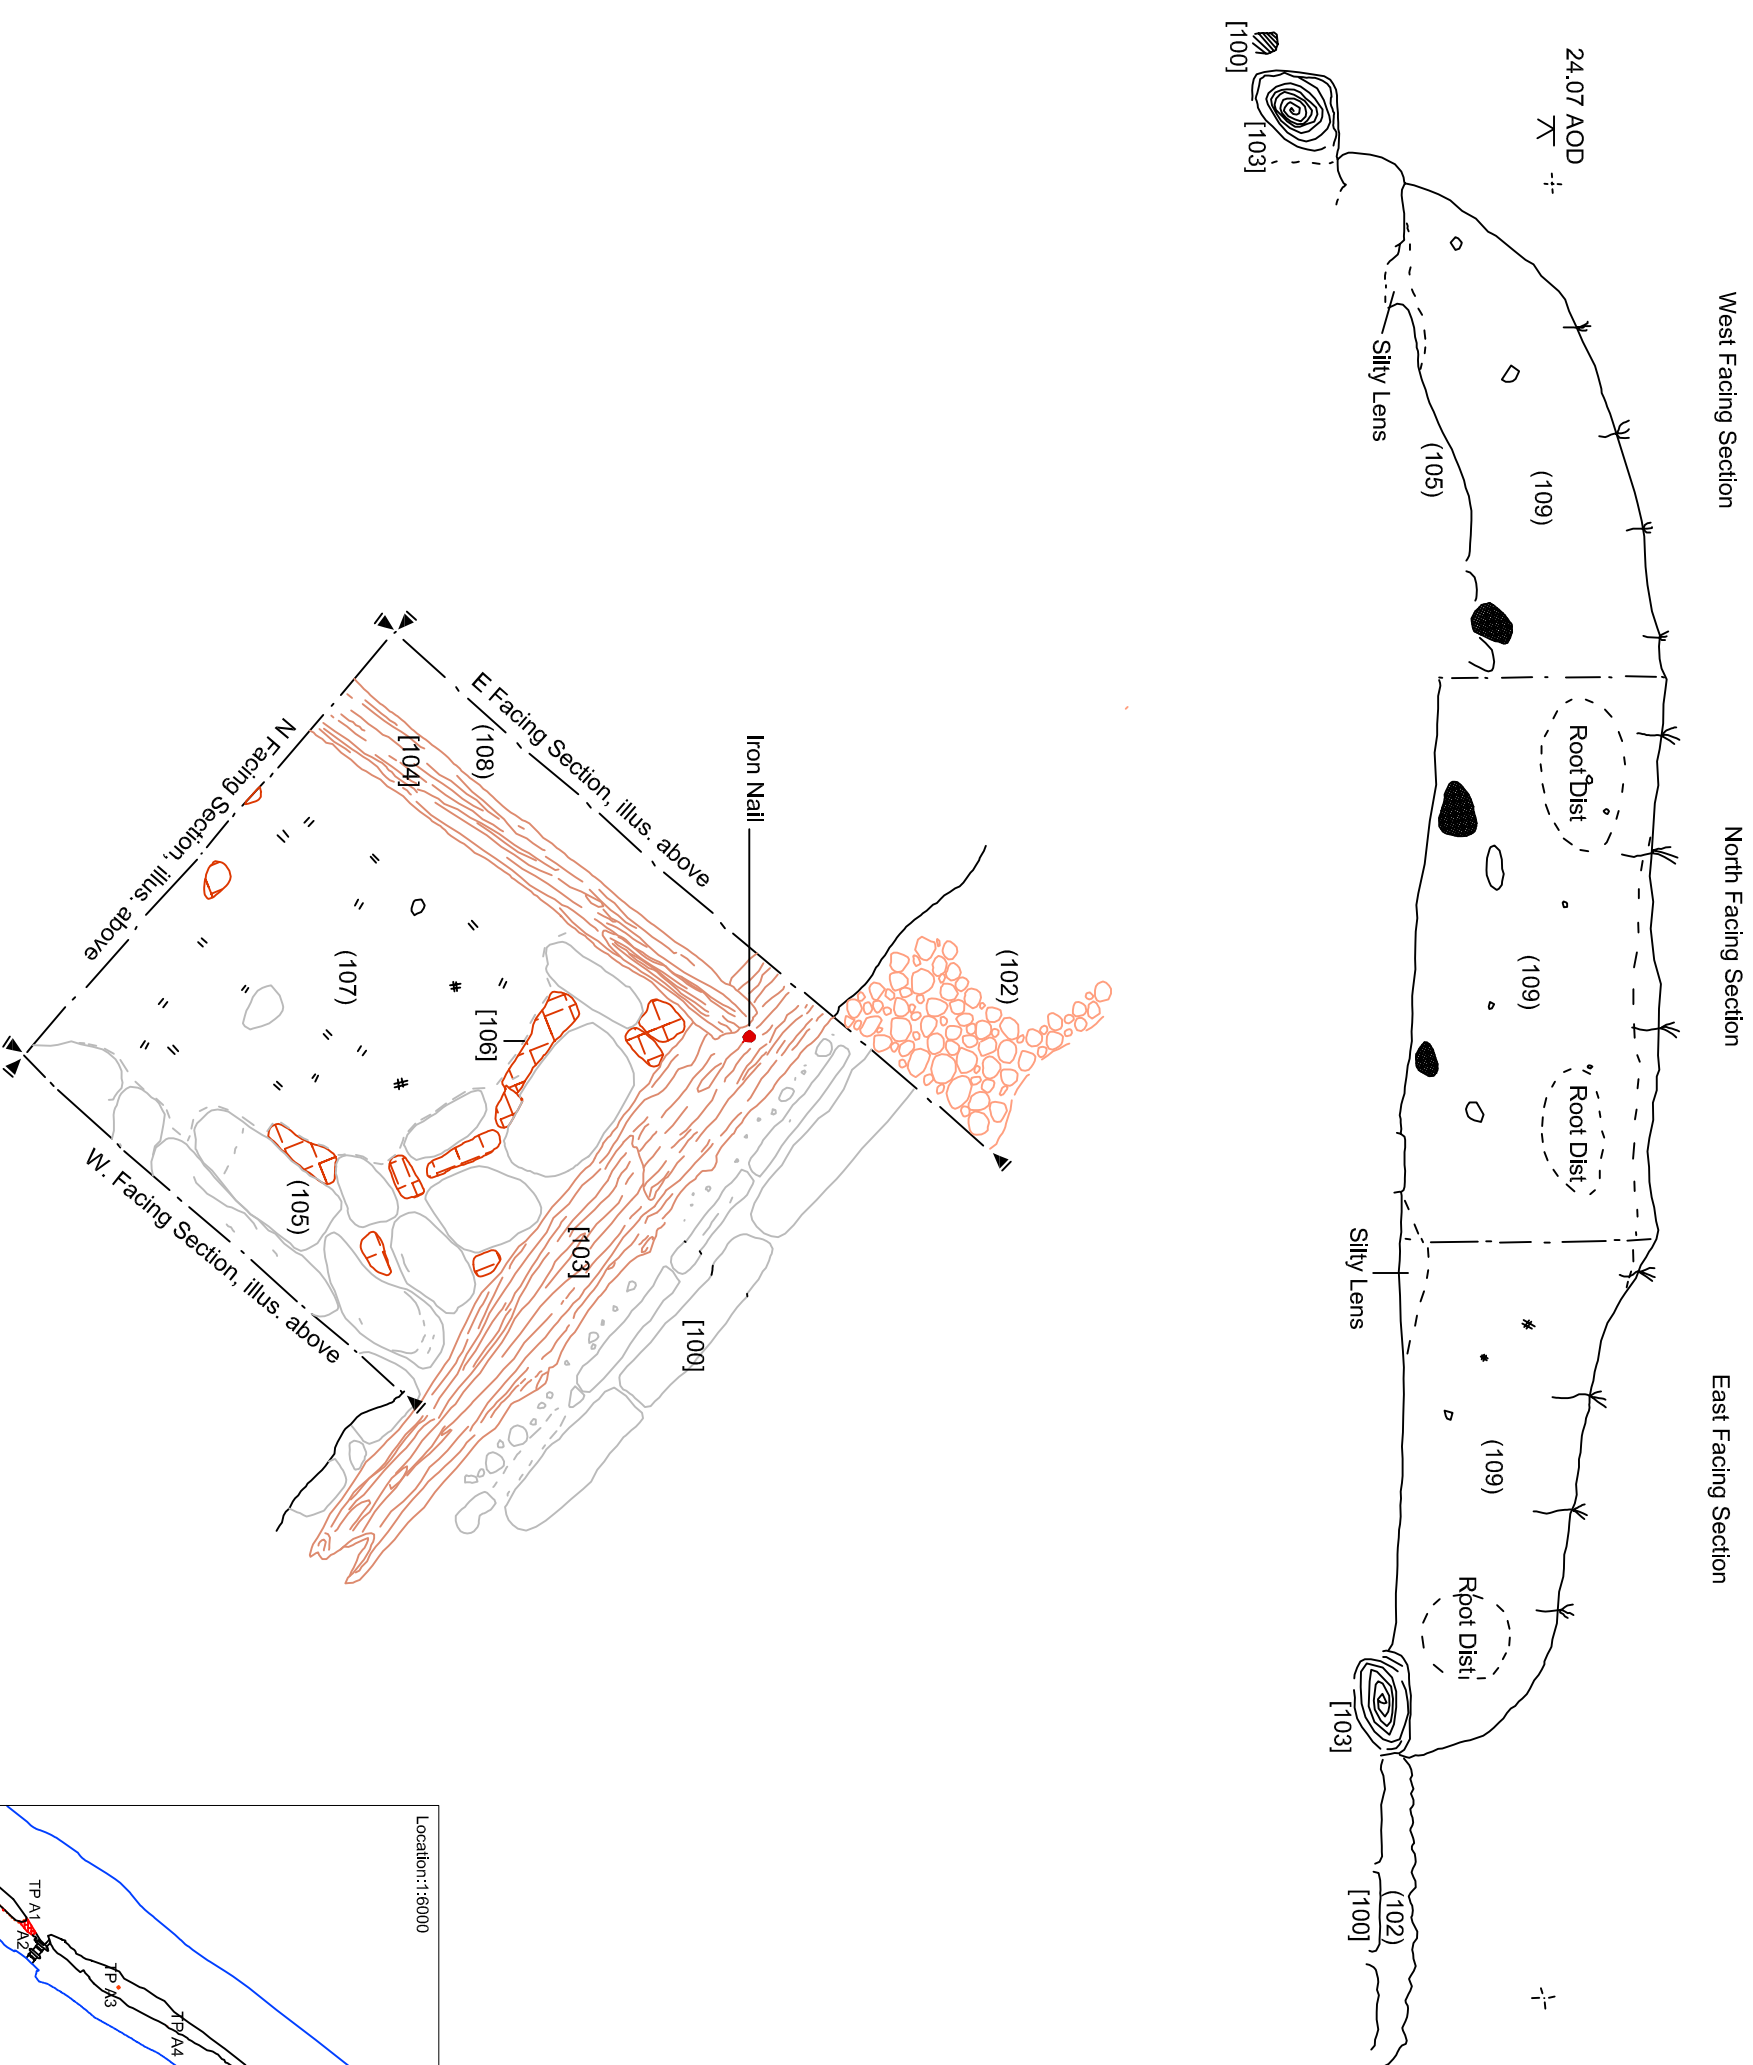 West Facing Section
North Facing Section
East Facing Section
24.07 AOD
Root Dist
Root Dist
(109)
(109)
(109)
Root Dist
(105)
Silty Lens
Silty Lens
[100]
[103]
[103]
(102)
[100]
(102)
Iron Nail
E Facing Section, illus. above
(108)
[104]
N Facing Section, illus. above
(107)
[106]
[103]
[100]
(105)
W. Facing Section, illus. above
Location:1:6000
TP A1
A2
TP A3
TP A4